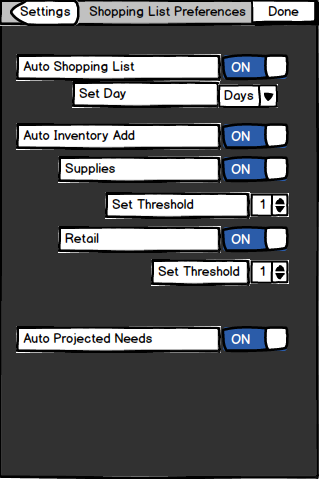 Settings Shopping List Preferences Done
Auto Shopping List ON
Set Day Days
Auto Inventory Add ON
Supplies ON
Set Threshold 1
Retail ON
Set Threshold 1
Auto Projected Needs ON